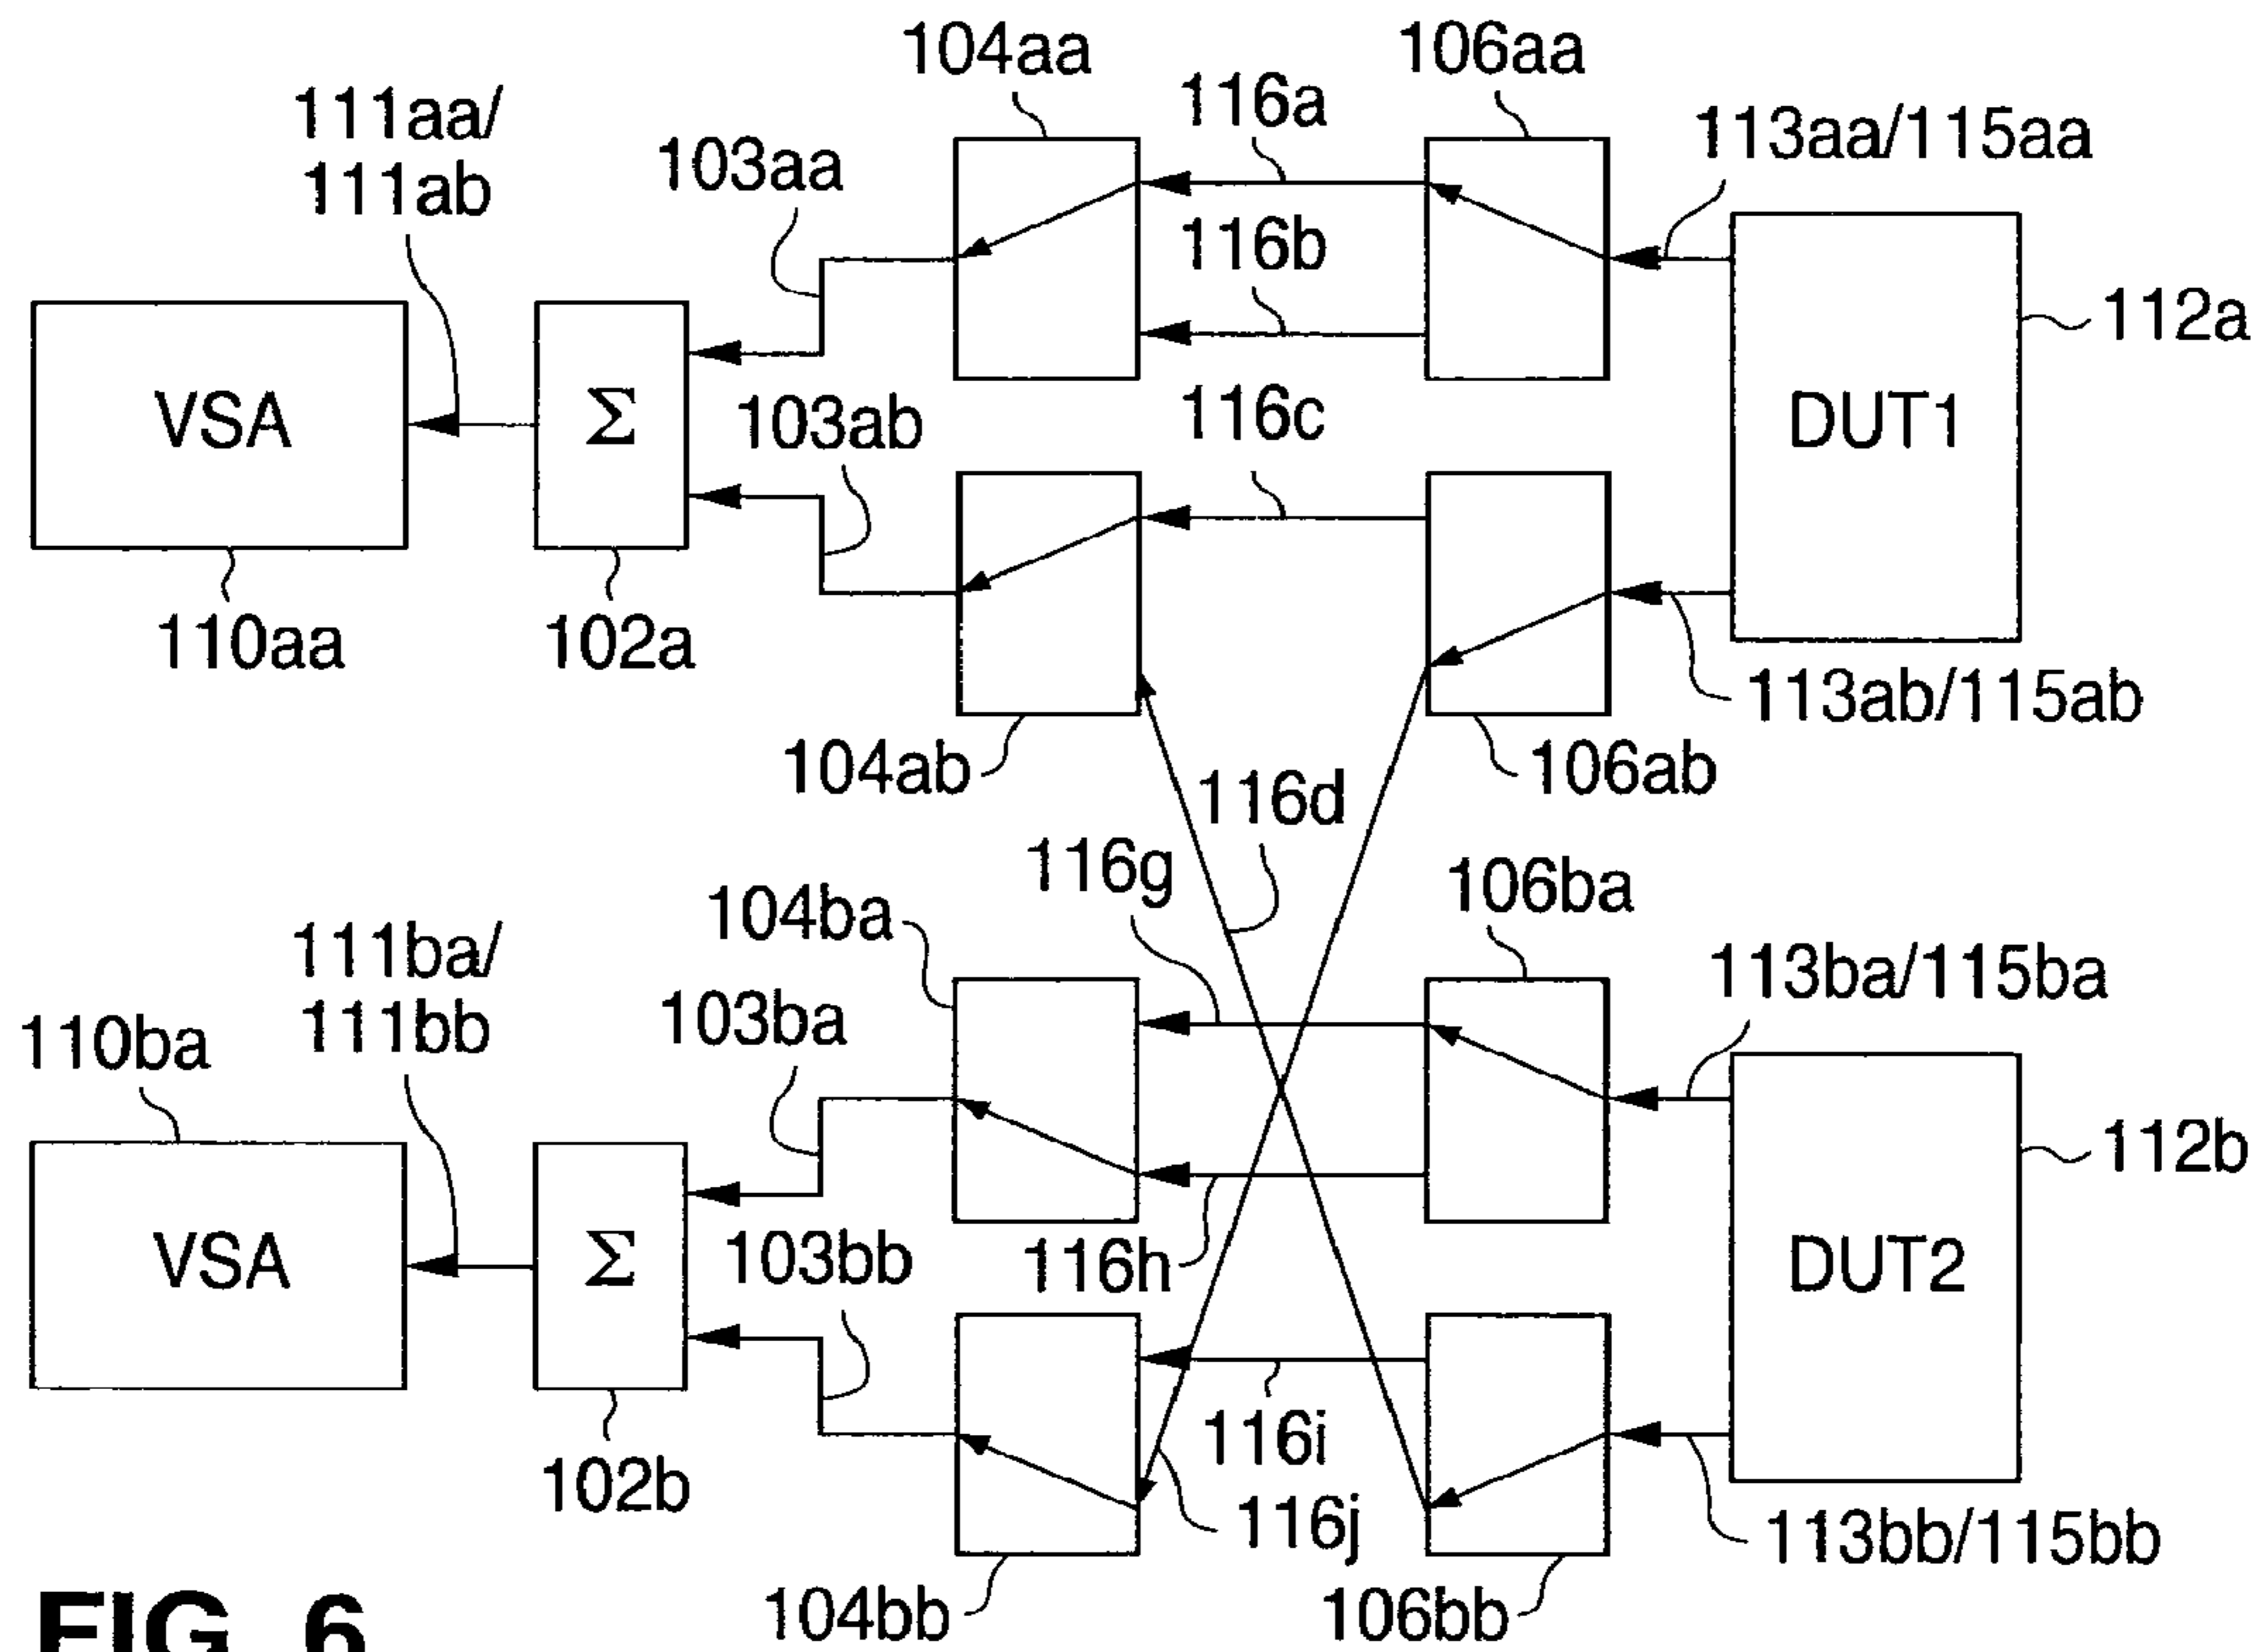 104aa
106aa
116a
111aa/
111ab
103aa
113aa/115aa
116b
112a
VSA
Σ
103ab
116c
DUT1
110aa
102a
113ab/115ab
104ab
116d
106ab
116g
106ba
104ba
111ba/
111bb
113ba/115ba
103ba
110ba
112b
VSA
Σ
103bb
116h
DUT2
116i
102b
116j
113bb/115bb
104bb
106bb
FIG. 6